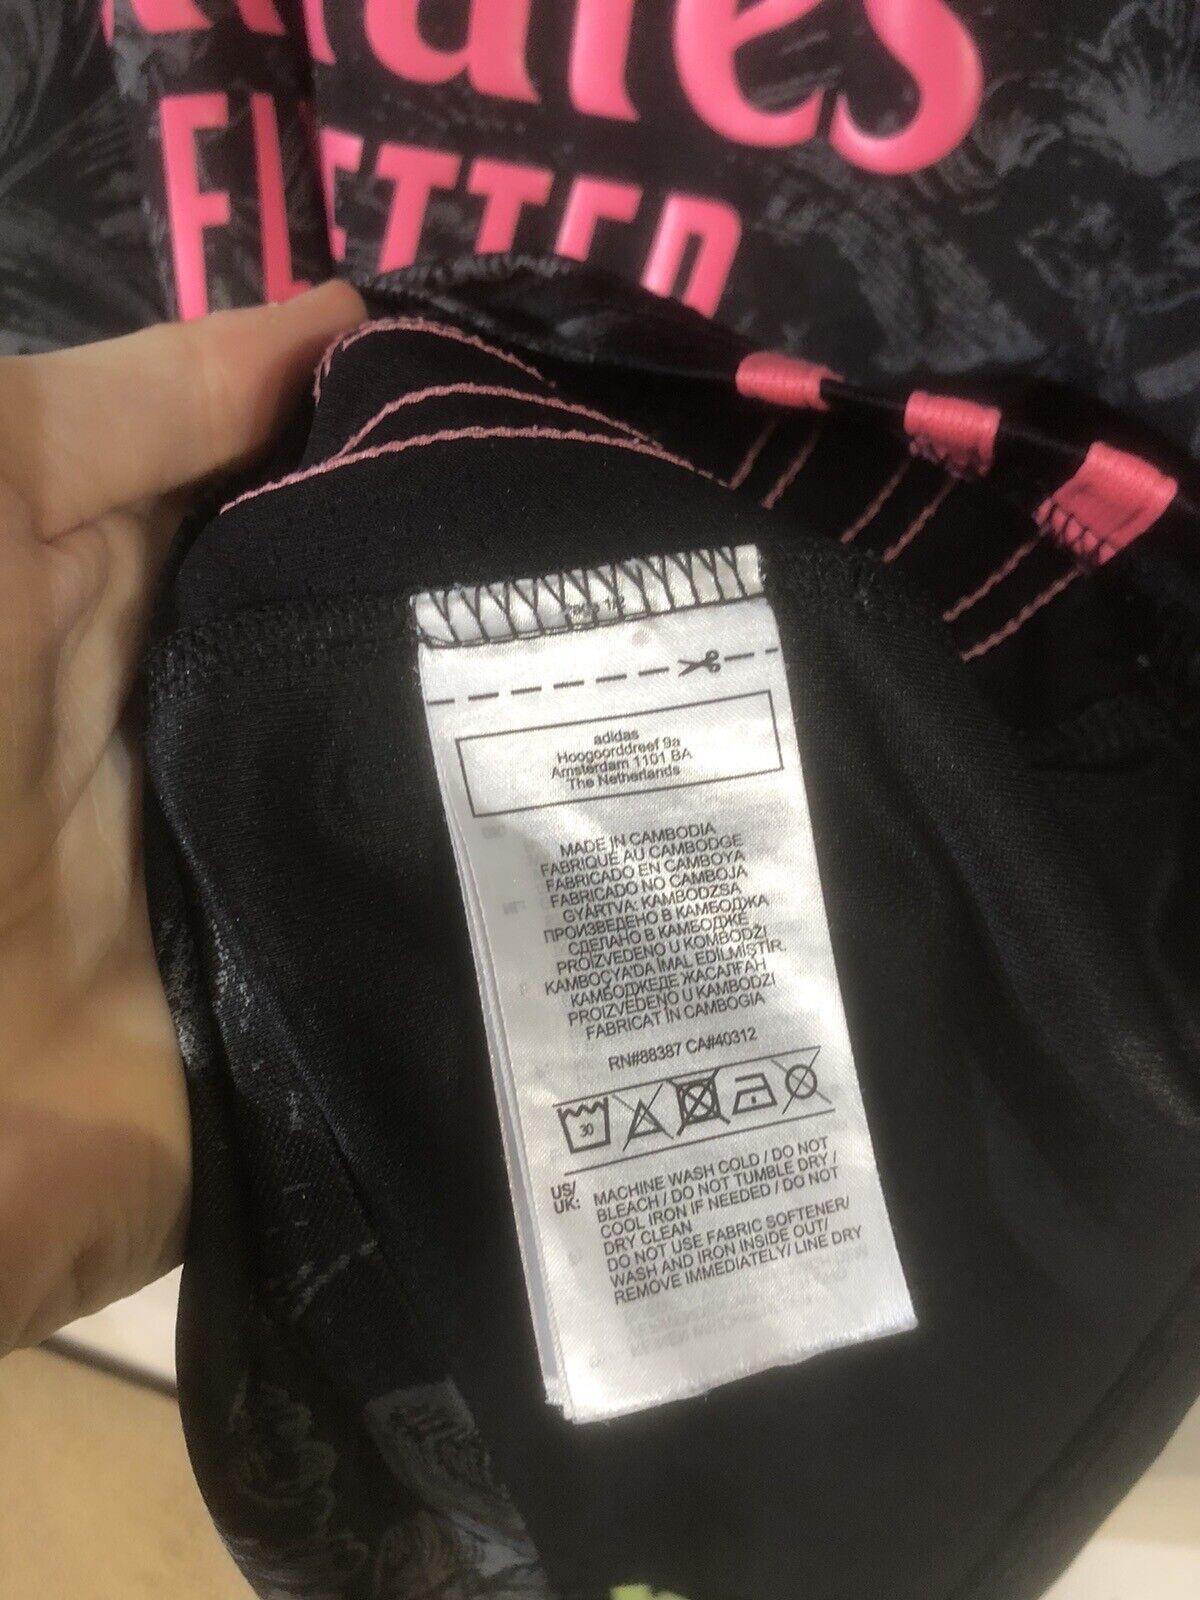 FLETTER
adidas
Hoogoorddreef 9a
Amsterdam 1101 BA
The Netherlands
MADE IN CAMBODIA
FABRIQUE AU CAMBODGE
FABRICADO EN CAMBOYA
FABRICADO NO CAMBOJA
GYÁRTVA: KAMBODZSA
ПРОИЗВЕДЕНО В КАМБОДЖА
СДЕЛАНО В КАМБОДЖЕ
PROIZVEDENO U KOMBODŽI
KAMBOÇYA'DA İMAL EDİLMİŞTİR.
КАМБОДЖЕДЕ ЖАСАЛҒАН
PROIZVEDENO U KAMBODZI
FABRICAT ÎN CAMBOGIA
RN#88387 CA#40312
30
US/
UK:
MACHINE WASH COLD / DO NOT
BLEACH / DO NOT TUMBLE DRY /
COOL IRON IF NEEDED / DO NOT
DRY CLEAN
DO NOT USE FABRIC SOFTENER/
WASH AND IRON INSIDE OUT/
REMOVE IMMEDIATELY/ LINE DRY